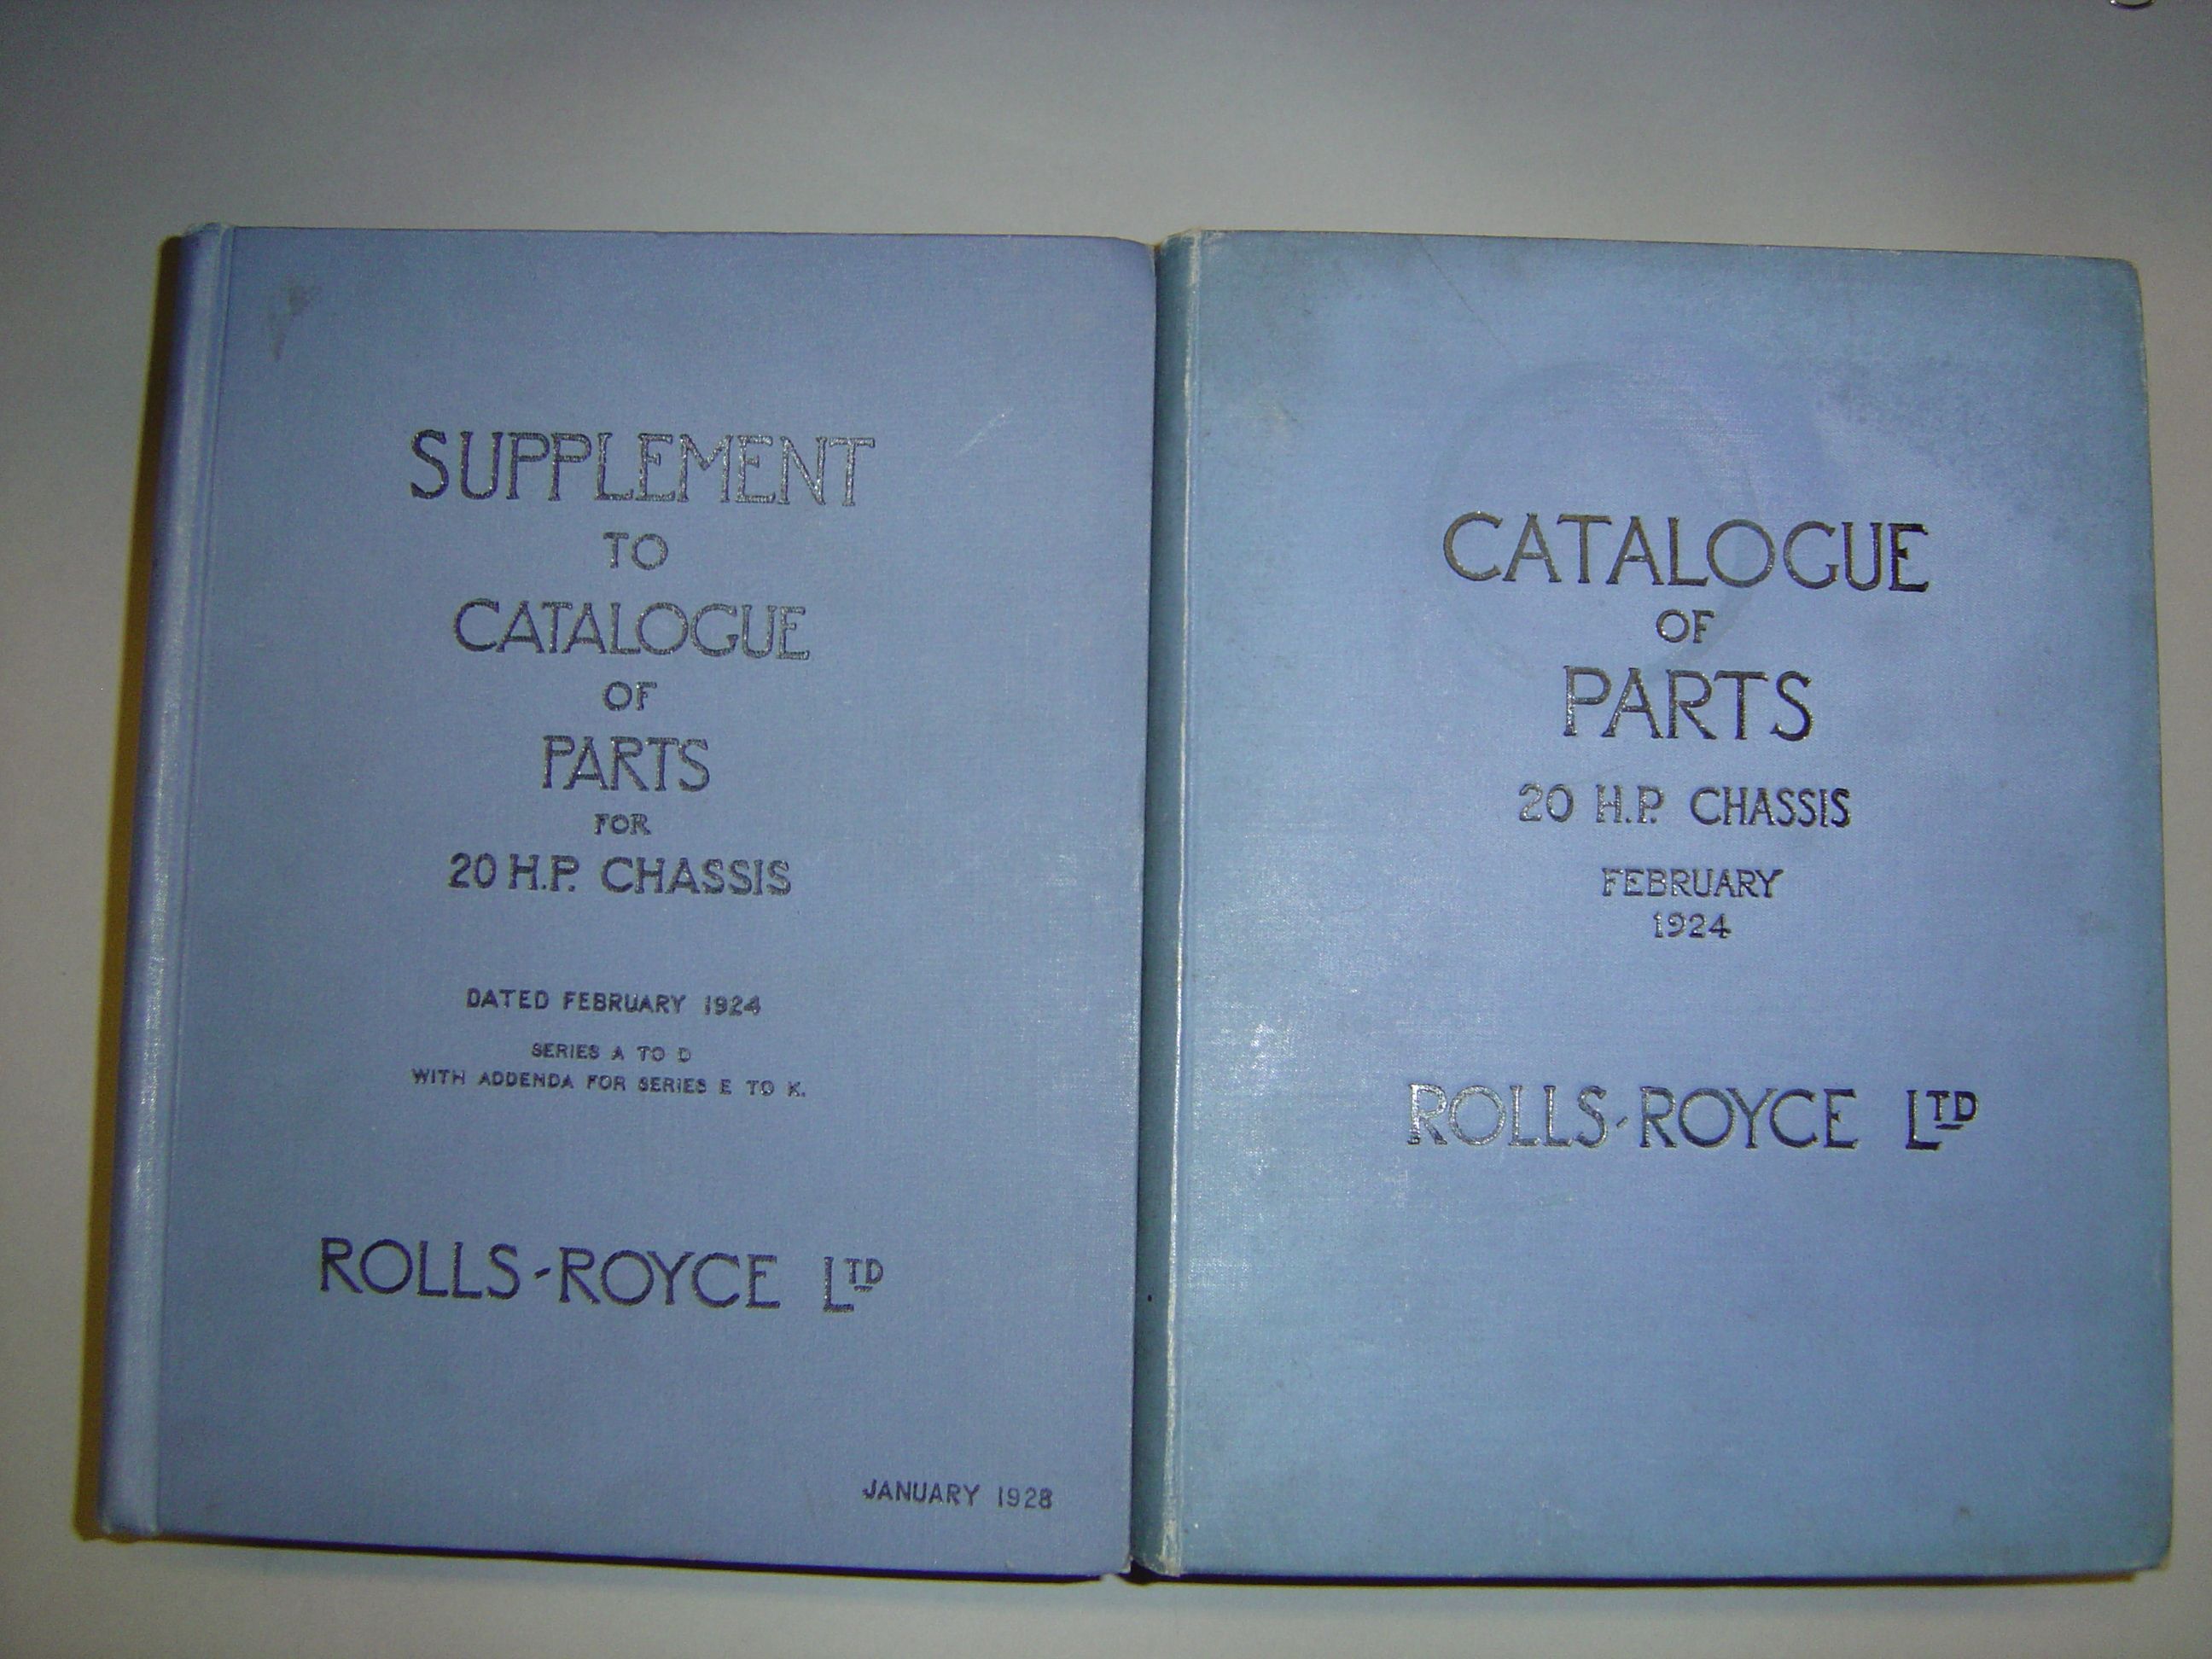 SUPPLEMENT
TO
CATALOGUE
OF
PARTS
FOR
20 H.P. CHASSIS
DATED FEBRUARY 1924
SERIES A TO D
WITH ADDENDA FOR SERIES E TO K.
ROLLS-ROYCE LTD
JANUARY 1928
CATALOGUE
OF
PARTS
20 H.P. CHASSIS
FEBRUARY
1924
ROLLS-ROYCE LTD